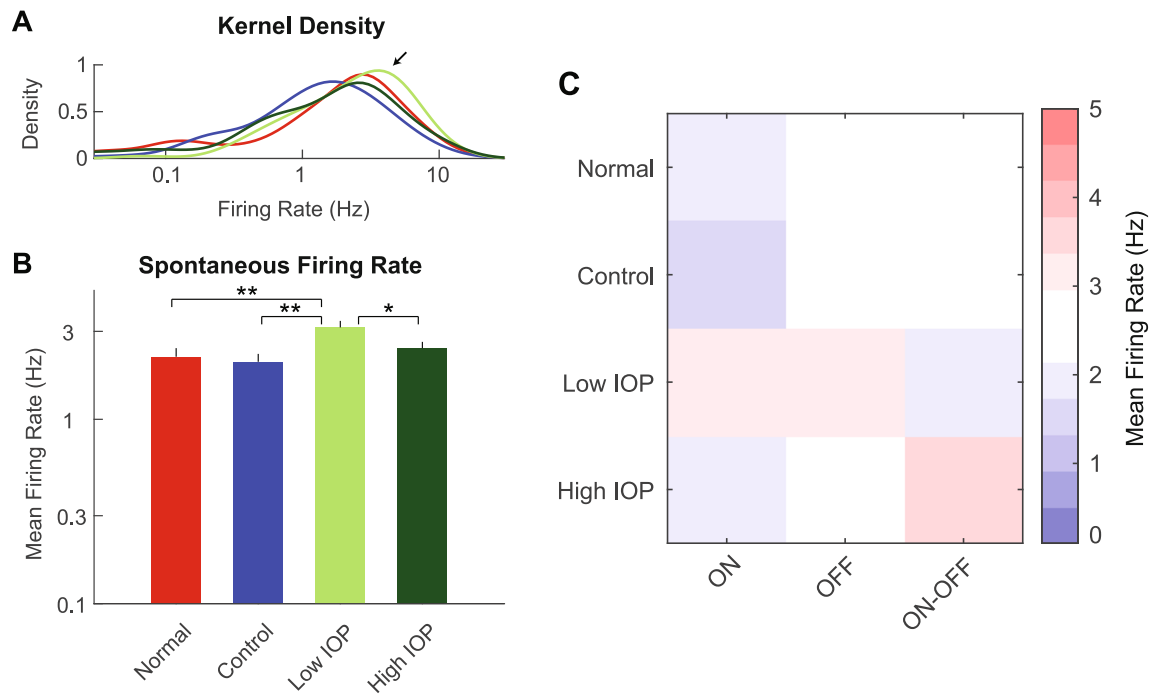 A
Kernel Density
Density
1
0.5
0
0.1
1
10
Firing Rate (Hz)
B
Spontaneous Firing Rate
**
**
*
Mean Firing Rate (Hz)
3
1
0.3
0.1
Normal
Control
Low IOP
High IOP
C
Normal
Control
Low IOP
High IOP
ON
OFF
ON-OFF
5
4
3
2
1
0
Mean Firing Rate (Hz)